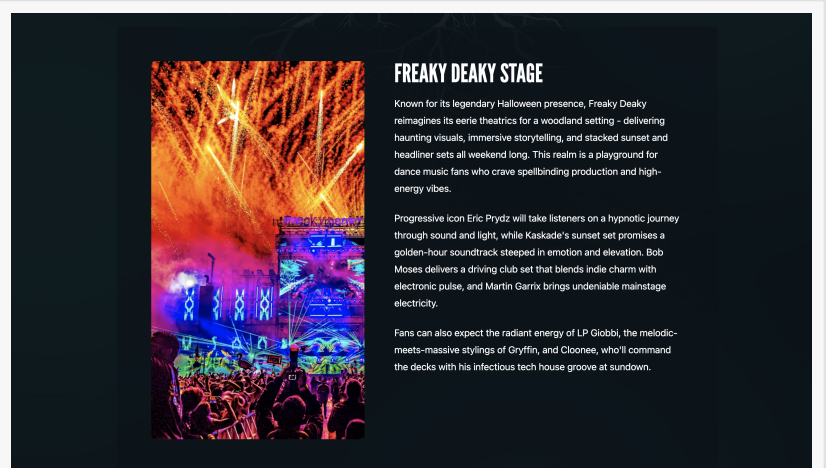 FREAKY DEAKY STAGE
Known for its legendary Halloween presence, Freaky Deaky
reimagines its eerie theatrics for a woodland setting - delivering
haunting visuals, immersive storytelling, and stacked sunset and
headliner sets all weekend long. This realm is a playground for
dance music fans who crave spellbinding production and high-
energy vibes.
Progressive icon Eric Prydz will take listeners on a hypnotic journey
through sound and light, while Kaskade's sunset set promises a
golden-hour soundtrack steeped in emotion and elevation. Bob
Moses delivers a driving club set that blends indie charm with
electronic pulse, and Martin Garrix brings undeniable mainstage
electricity.
Fans can also expect the radiant energy of LP Giobbi, the melodic-
meets-massive stylings of Gryffin, and Cloonee, who'll command
the decks with his infectious tech house groove at sundown.